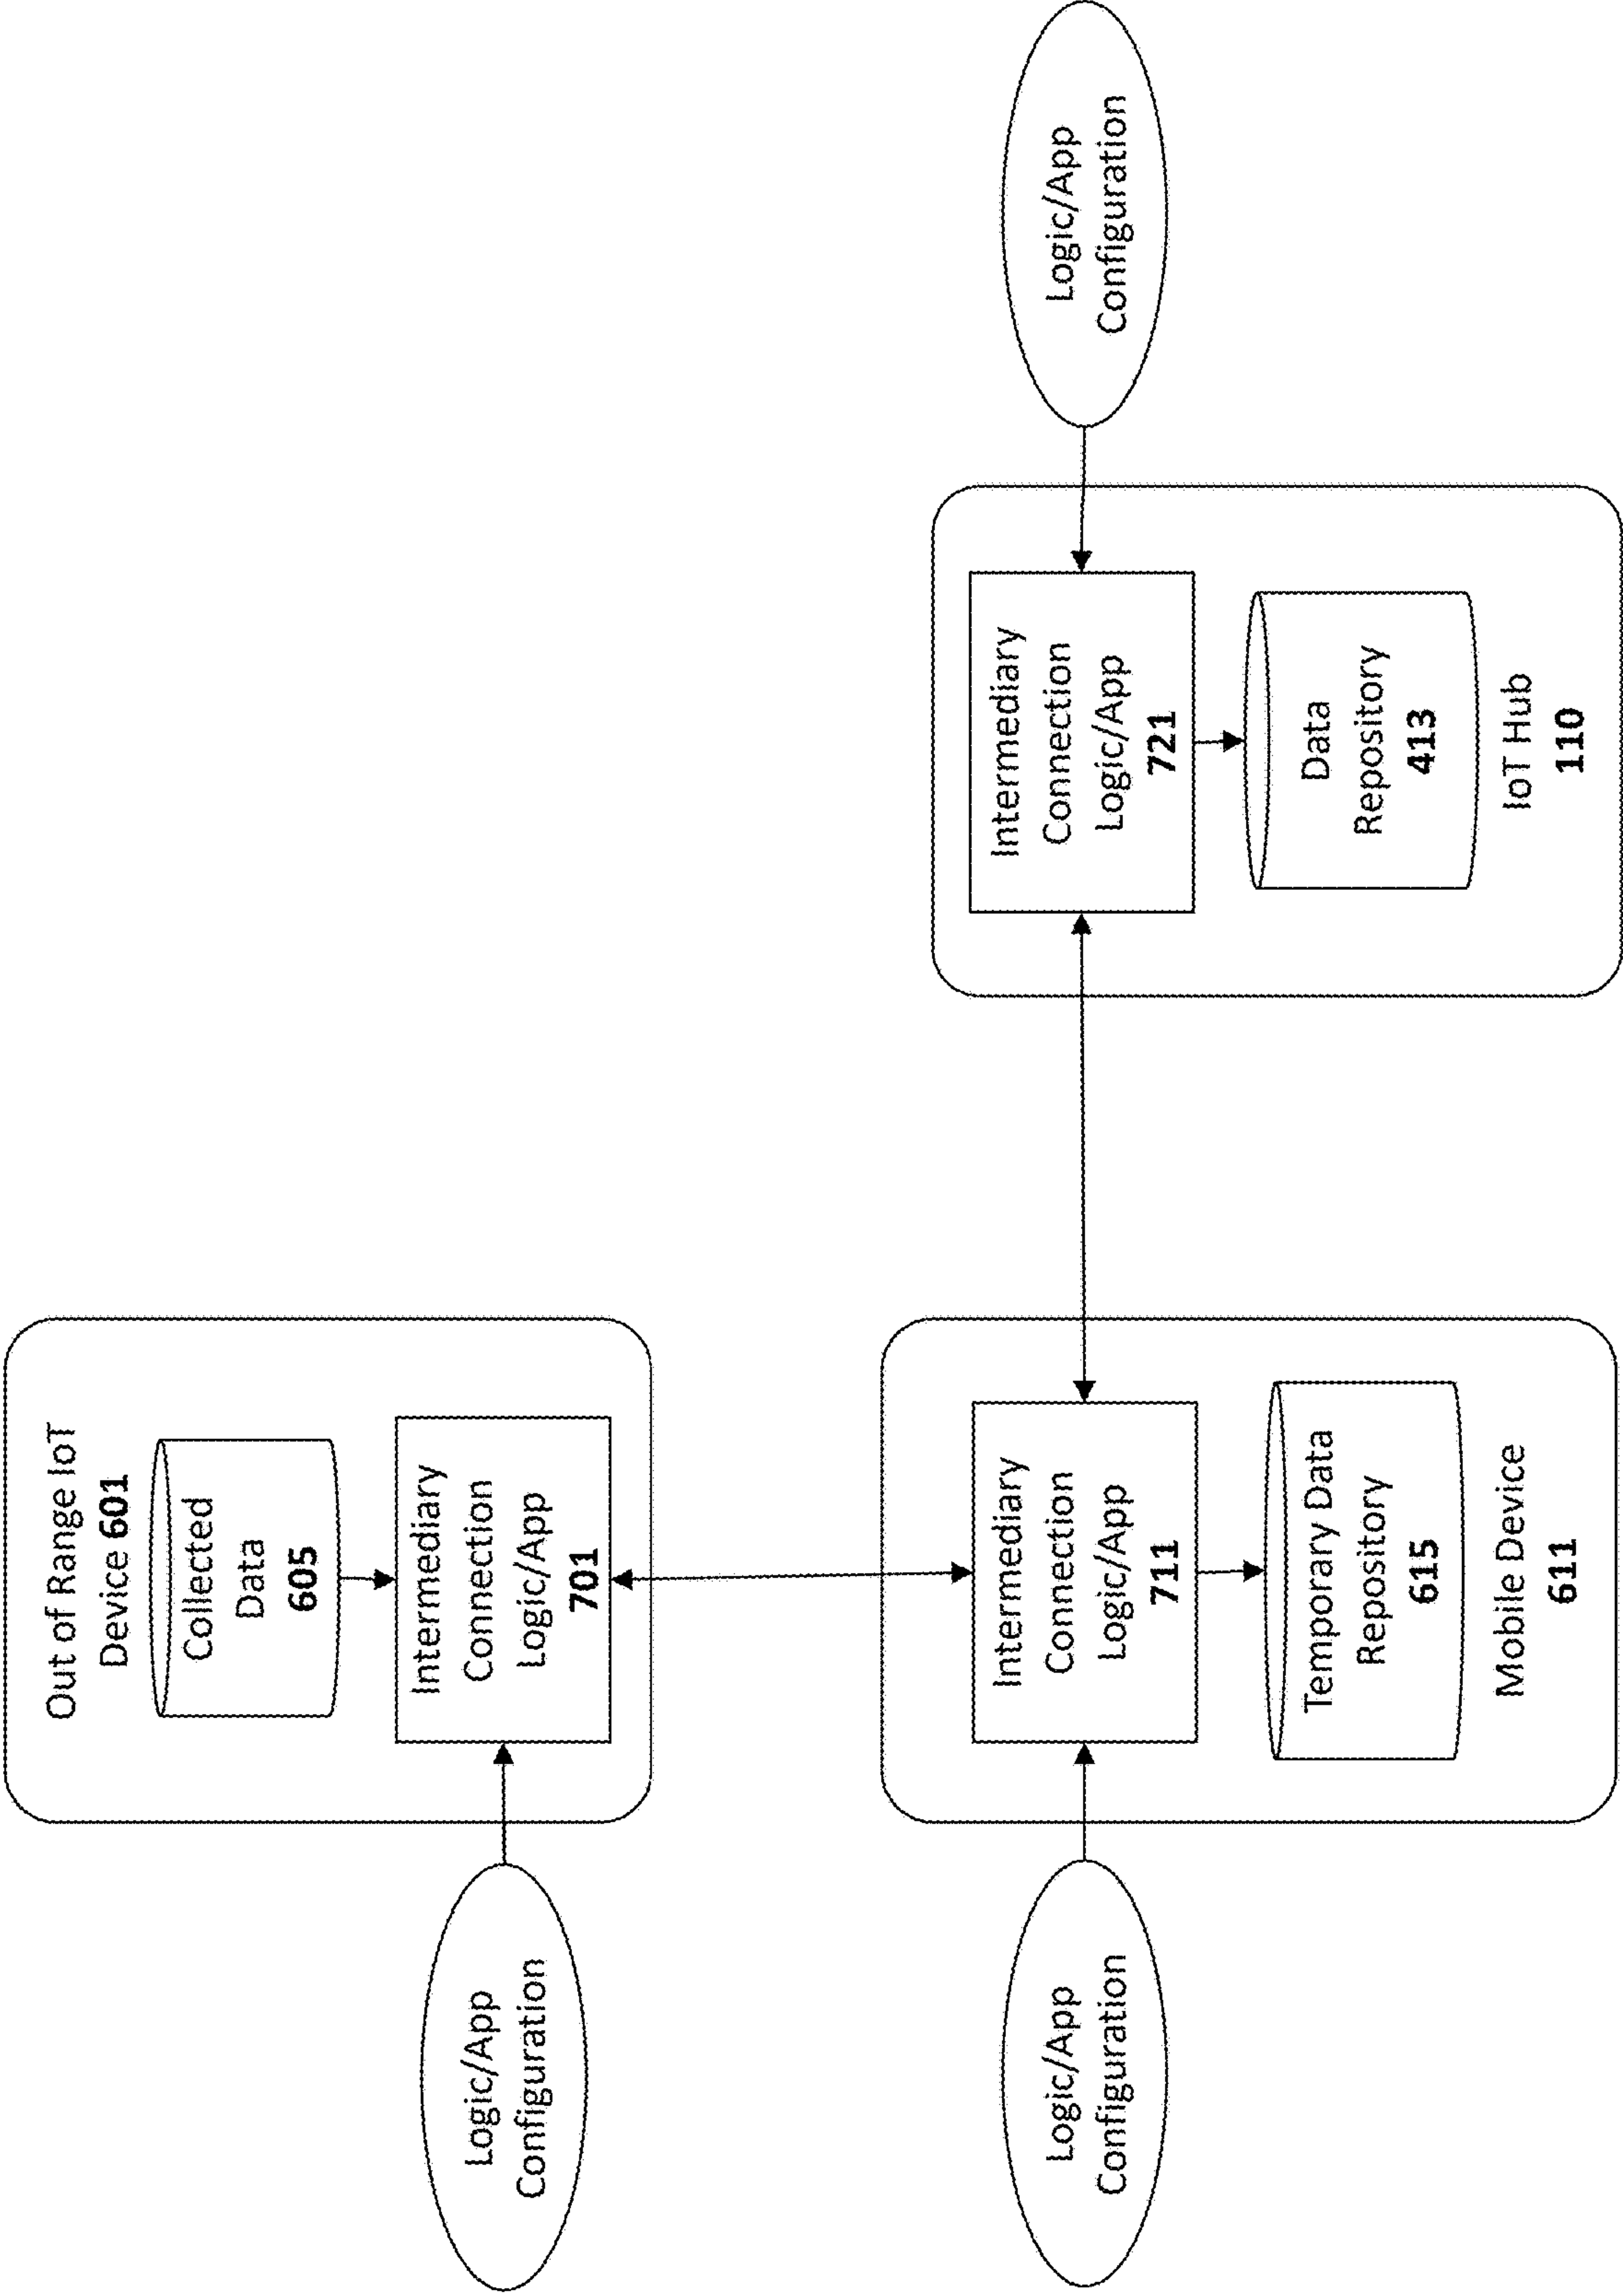 Out of Range IoT
Device 601
Collected
Data
605
Intermediary
Connection
Logic/App
701
Logic/App
Configuration
Logic/App
Configuration
Intermediary
Connection
Logic/App
711
Temporary Data
Repository
615
Mobile Device
611
Intermediary
Connection
Logic/App
721
Data
Repository
413
IoT Hub
110
Logic/App
Configuration